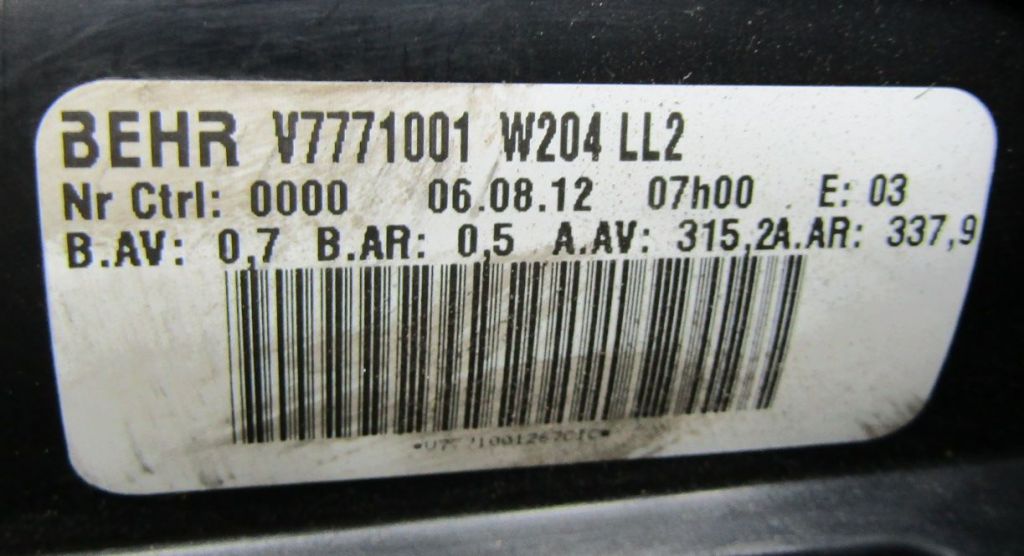 BEHR V7771001 W204 LL2
Nr Ctrl: 0000 06.08.12 07h00 E: 03
B.AV: 0,7 B.AR: 0,5 A.AV: 315,2A.AR: 337,9